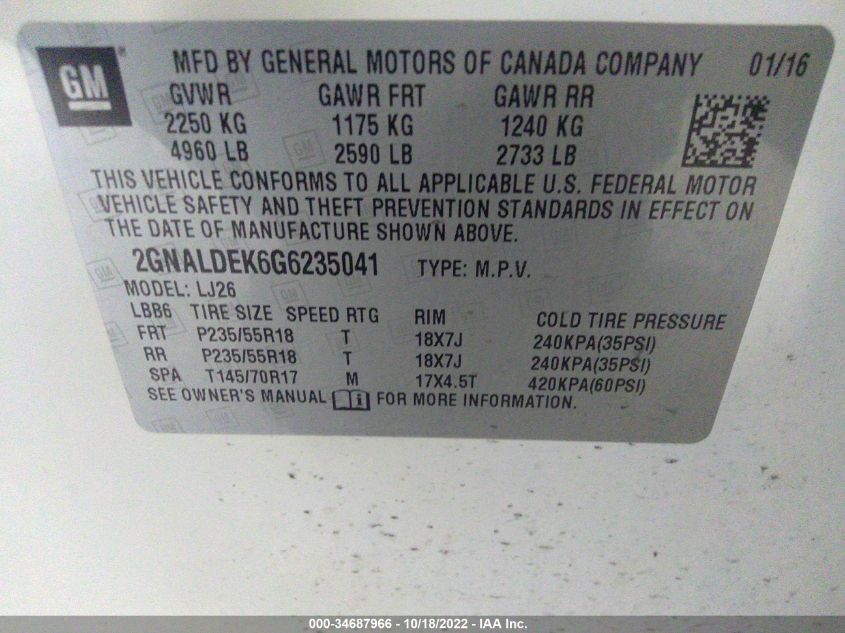 GM ® MFD BY GENERAL MOTORS OF CANADA COMPANY 01/16
GVWR GAWR FRT GAWR RR
2250 KG 1175 KG 1240 KG
4960 LB 2590 LB 2733 LB
THIS VEHICLE CONFORMS TO ALL APPLICABLE U.S. FEDERAL MOTOR
VEHICLE SAFETY AND THEFT PREVENTION STANDARDS IN EFFECT ON
THE DATE OF MANUFACTURE SHOWN ABOVE.
2GNALDEK6G6235041 TYPE: M.P.V.
MODEL: LJ26
LBB6 TIRE SIZE SPEED RTG RIM COLD TIRE PRESSURE
FRT P235/55R18 T 18X7J 240KPA(35PSI)
RR P235/55R18 T 18X7J 240KPA(35PSI)
SPA T145/70R17 M 17X4.5T 420KPA(60PSI)
SEE OWNER'S MANUAL i FOR MORE INFORMATION.
000-34687966 - 10/18/2022 - IAA Inc.